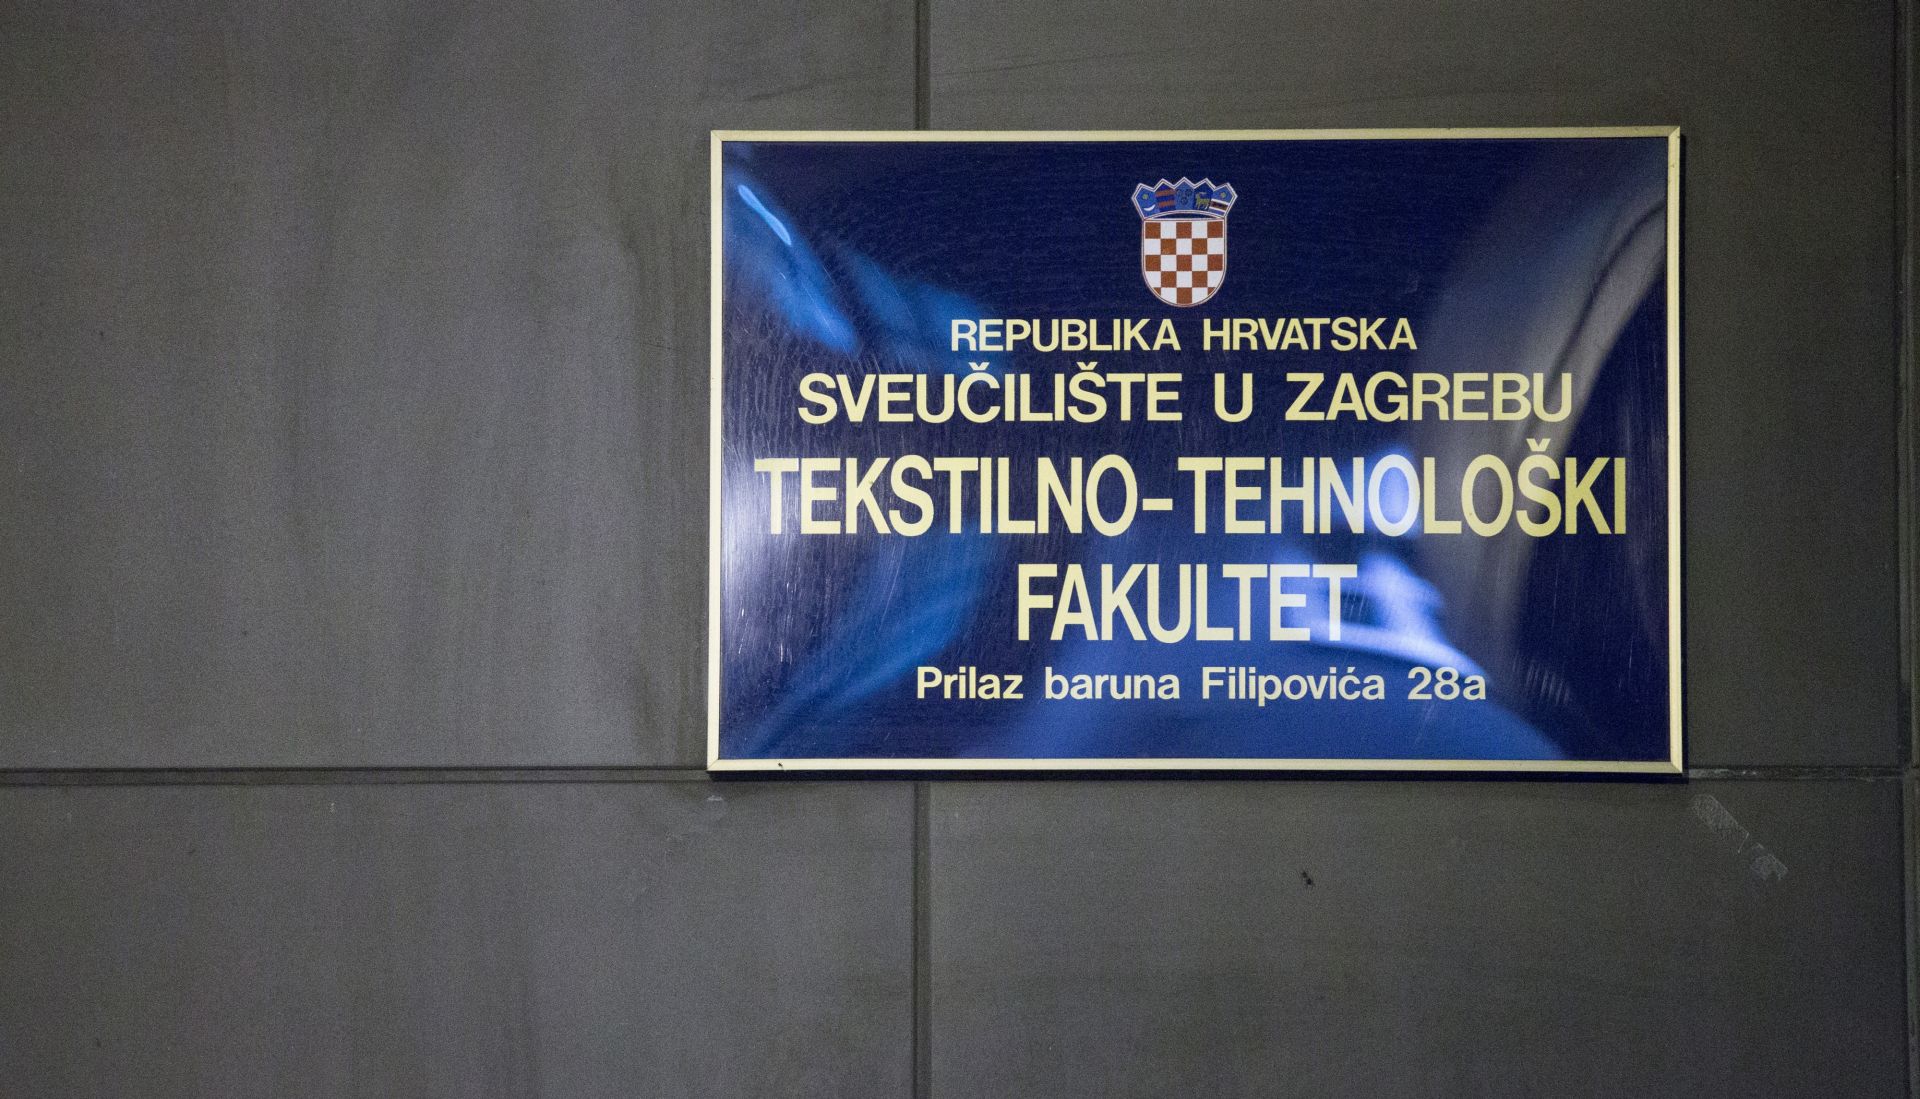 REPUBLIKA HRVATSKA
SVEUČILIŠTE U ZAGREBU
TEKSTILNO-TEHNOLOŠKI
FAKULTET
Prilaz baruna Filipovića 28a